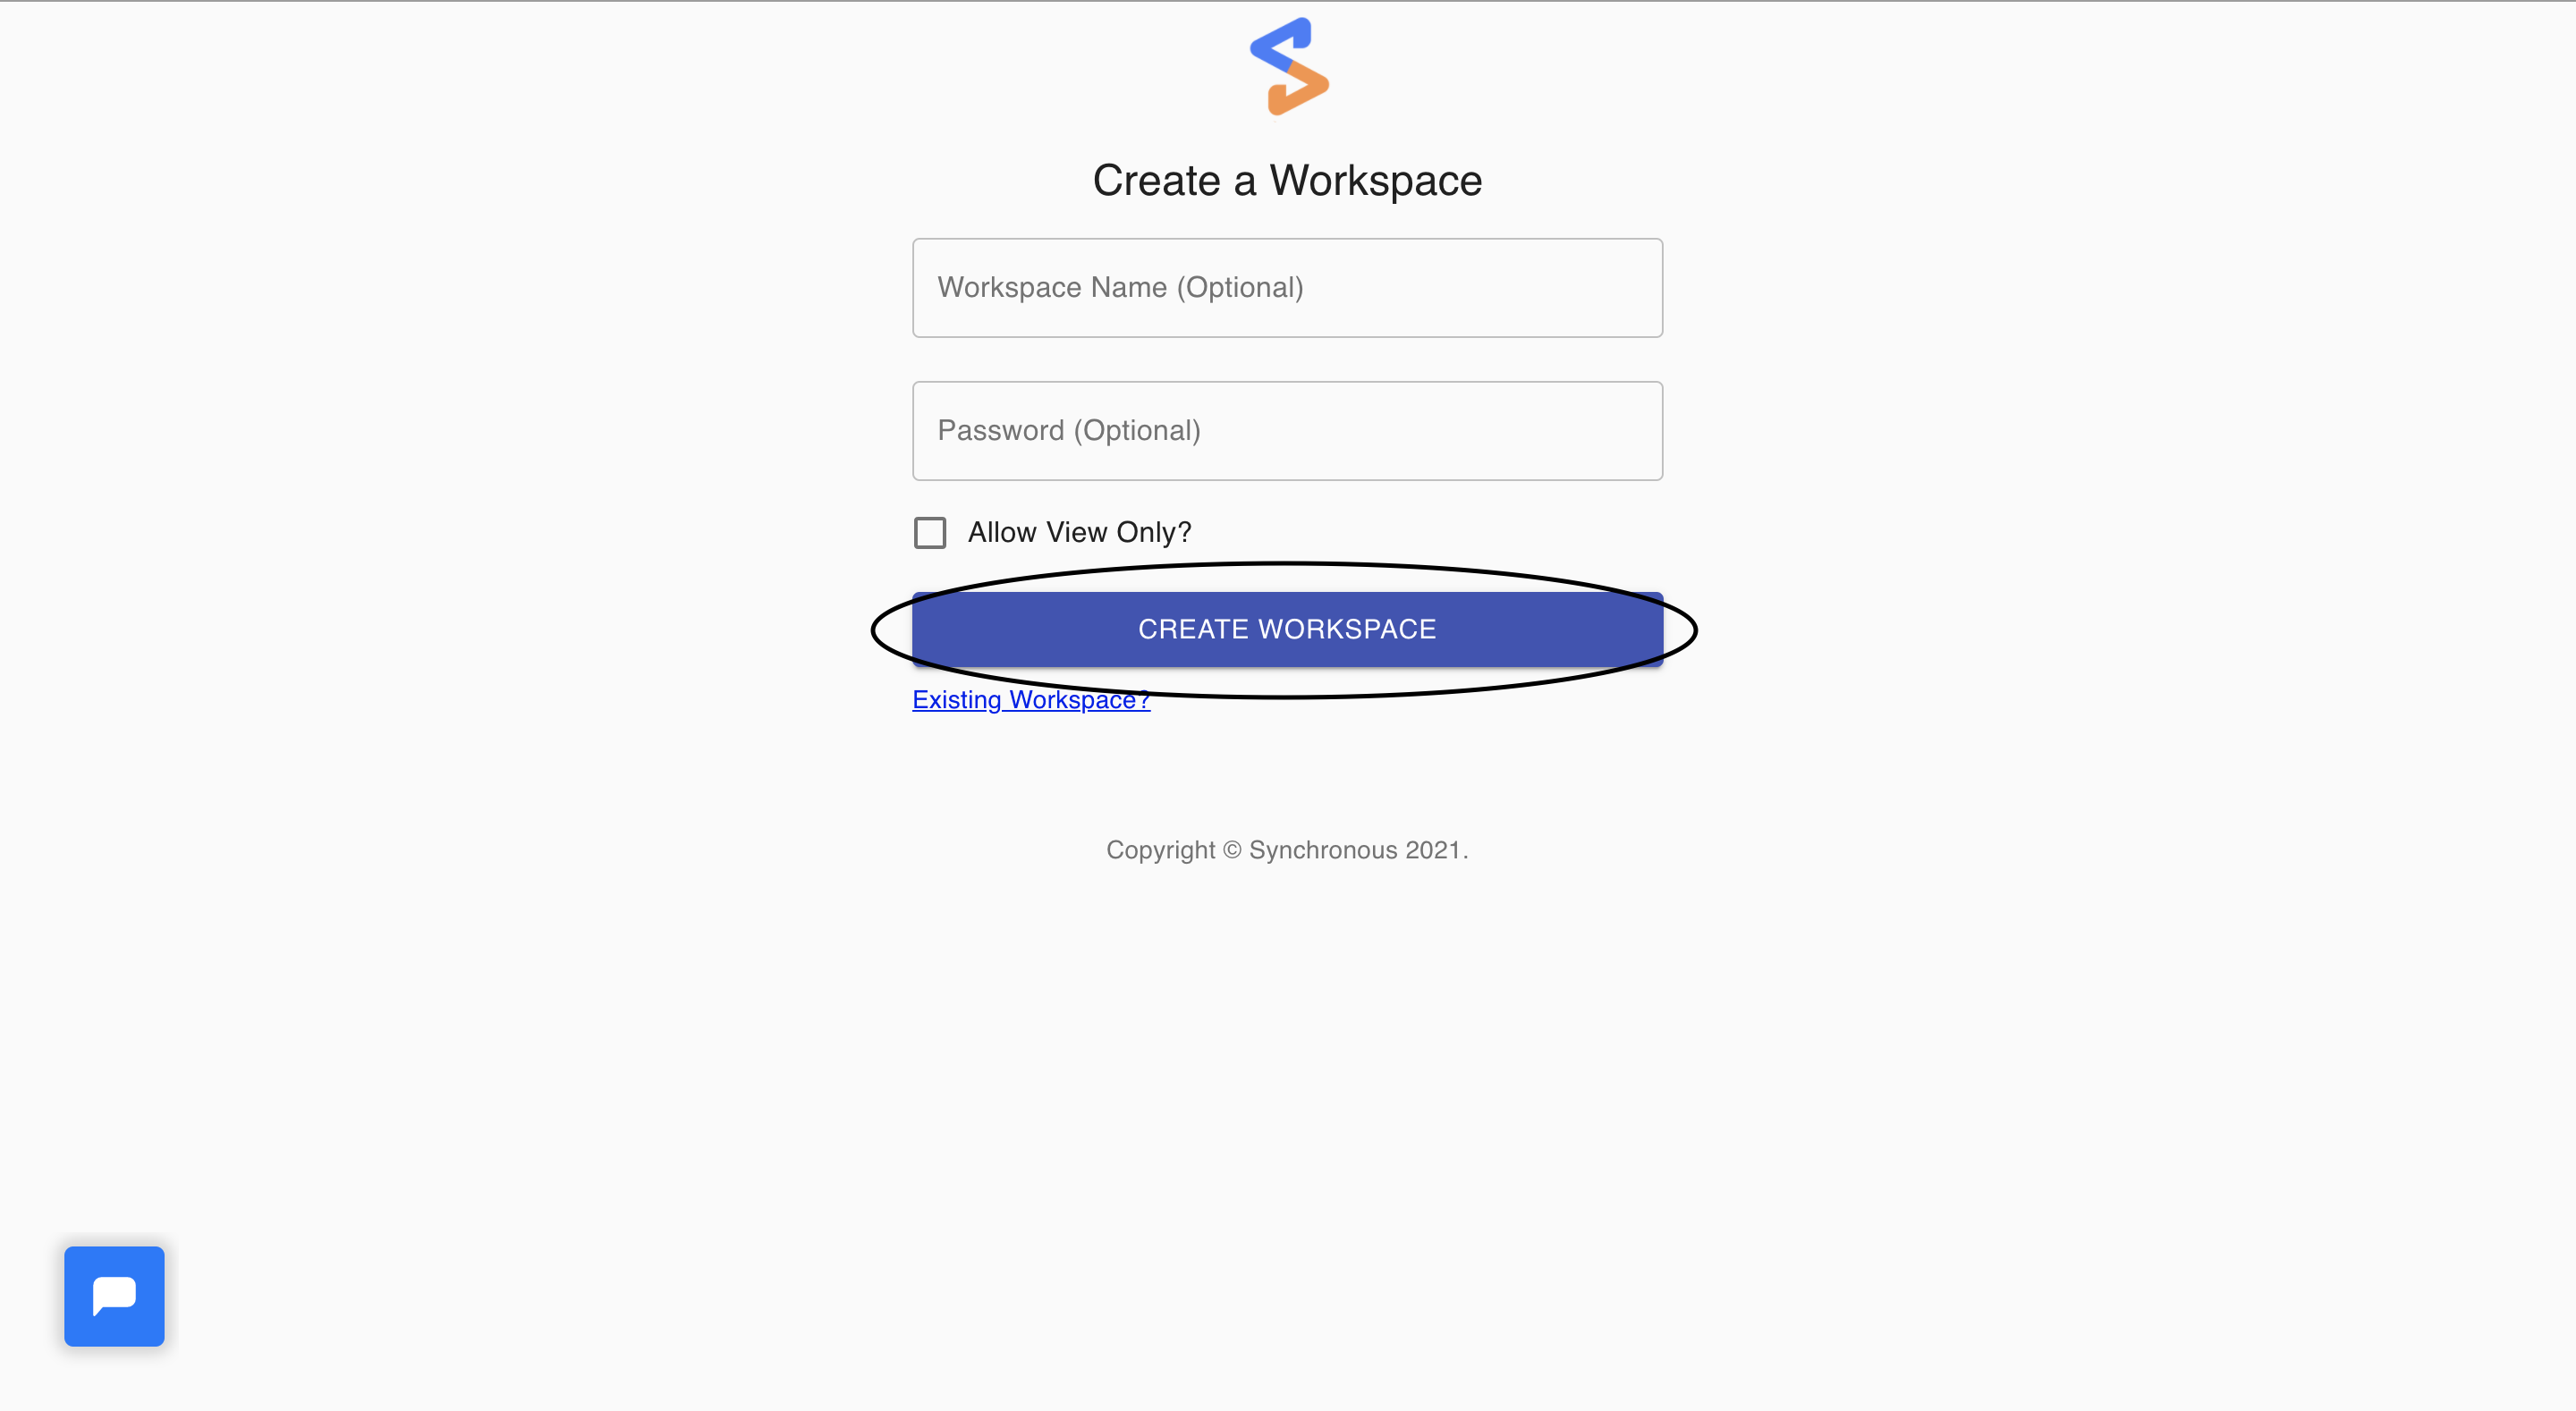 Create a Workspace
Workspace Name (Optional)
Password (Optional)
Allow View Only?
CREATE WORKSPACE
Existing Workspace?
Copyright © Synchronous 2021.